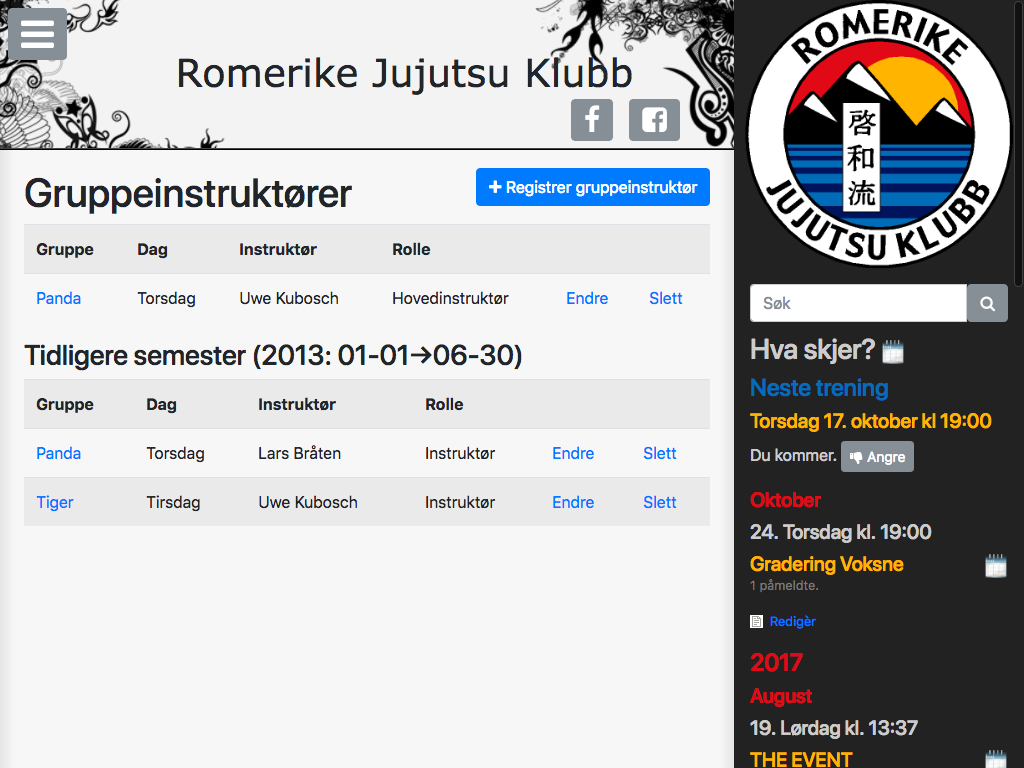 Romerike Jujutsu Klubb
Gruppeinstruktører
Registrer gruppeinstruktør
Gruppe Dag Instruktør Rolle
Panda Torsdag Uwe Kubosch Hovedinstruktør Endre Slett
Tidligere semester (2013: 01-01→06-30)
Gruppe Dag Instruktør Rolle
Panda Torsdag Lars Bråten Instruktør Endre Slett
Tiger Tirsdag Uwe Kubosch Instruktør Endre Slett
ROMERIKE
啓和流
JUJUTSU KLUBB
Søk
Hva skjer?
Neste trening
Torsdag 17. oktober kl 19:00
Du kommer. Angre
Oktober
24. Torsdag kl. 19:00
Gradering Voksne
1 påmeldte.
Redigèr
2017
August
19. Lørdag kl. 13:37
THE EVENT